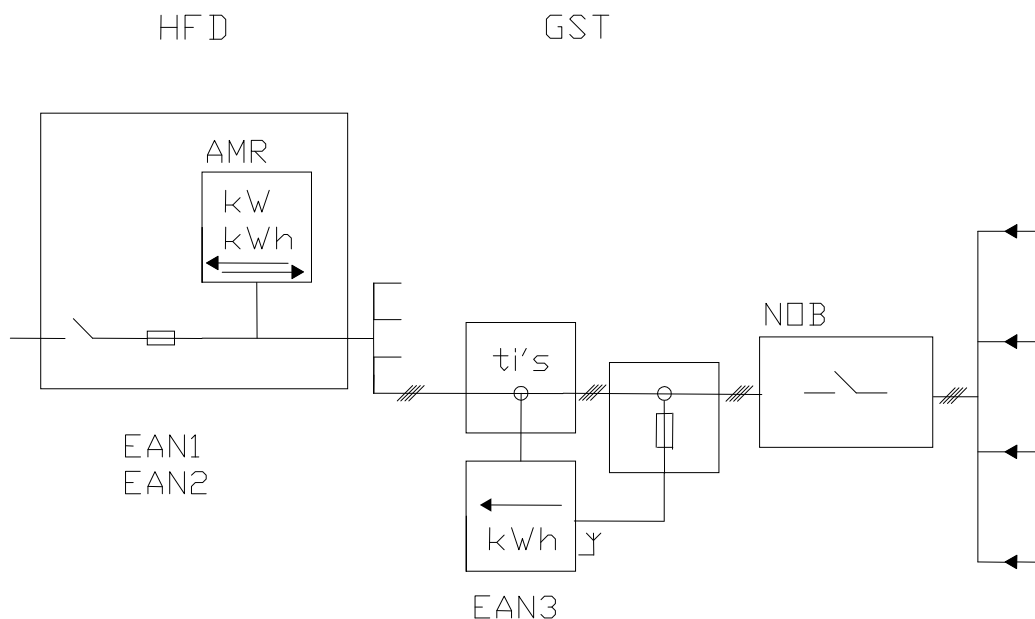 HFD
GST
AMR
kW
kWh
NOB
ti's
EAN1
EAN2
kWh
EAN3